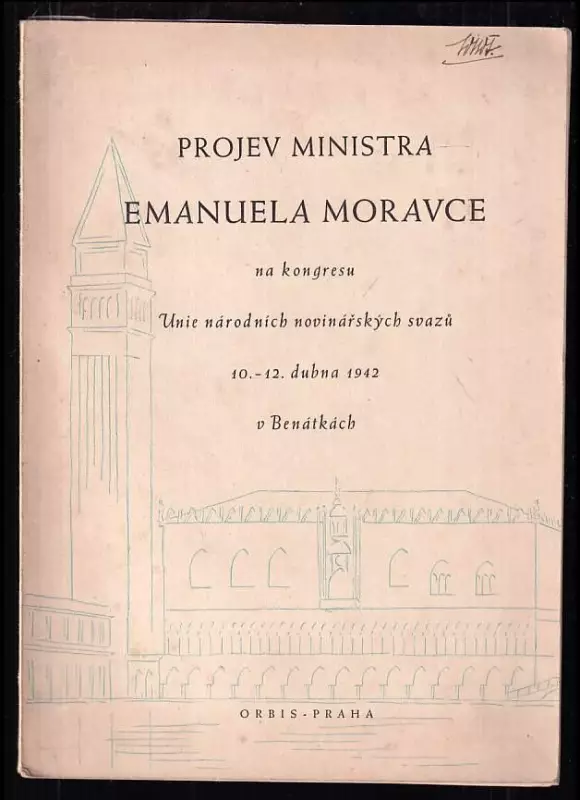 PROJEV MINISTRA
EMANUELA MORAVCE
na kongresu
Unie národních novinářských svazů
10.-12. dubna 1942
v Benátkách
ORBIS-PRAHA